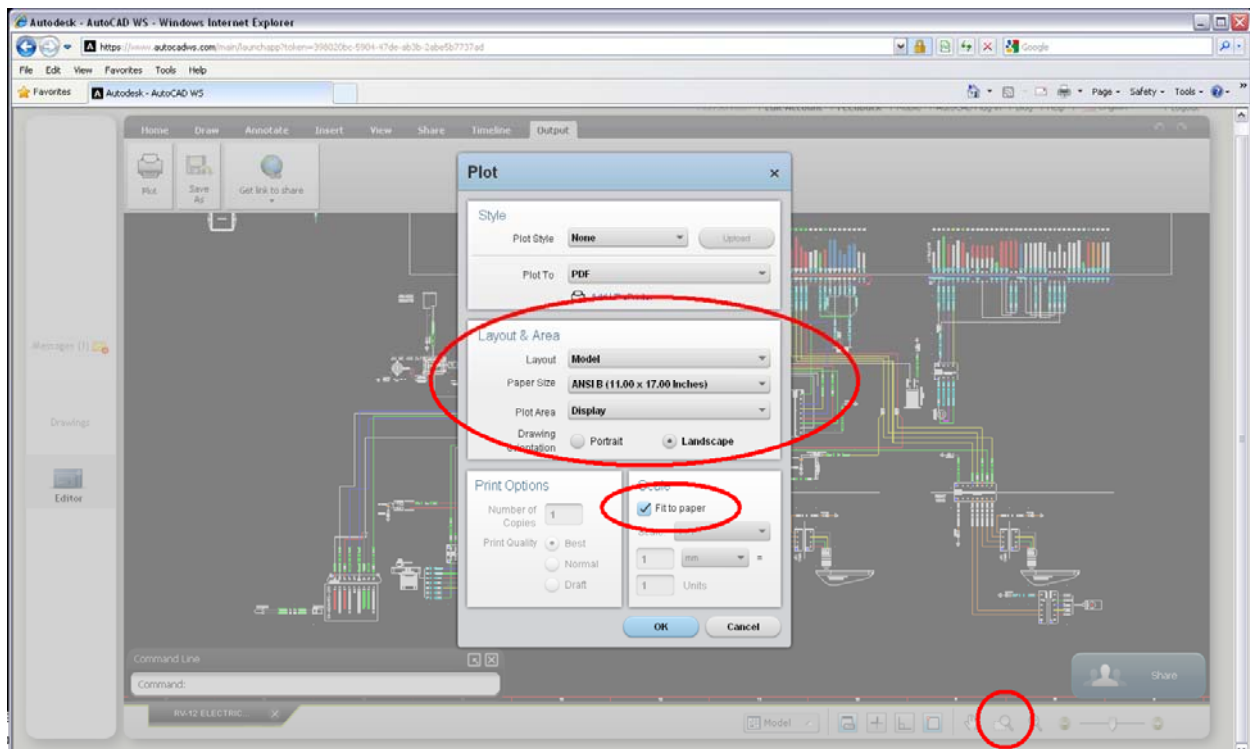 Autodesk - AutoCAD WS - Windows Internet Explorer
https://www.autocadws.com/main/launchapp?token=398020bc-5904-47de-ab3b-2abe5b7737ad
Google
File Edit View Favorites Tools Help
Favorites Autodesk - AutoCAD WS Page Safety Tools
Home Draw Annotate Insert View Share Timeline Output
Plot
Save As
Get link to share
Plot
Style
Plot Style None Upload
Plot To PDF
Layout & Area
Layout Model
Paper Size ANSI B (11.00 x 17.00 Inches)
Plot Area Display
Drawing Orientation Portrait Landscape
Print Options
Number of Copies 1
Print Quality Best
Normal
Draft
Scale
Fit to paper
Scale
1 mm =
1 Units
OK Cancel
Messages (1)
Drawings
Editor
Command Line
Command:
Share
RV-12 ELECTRIC...
Model